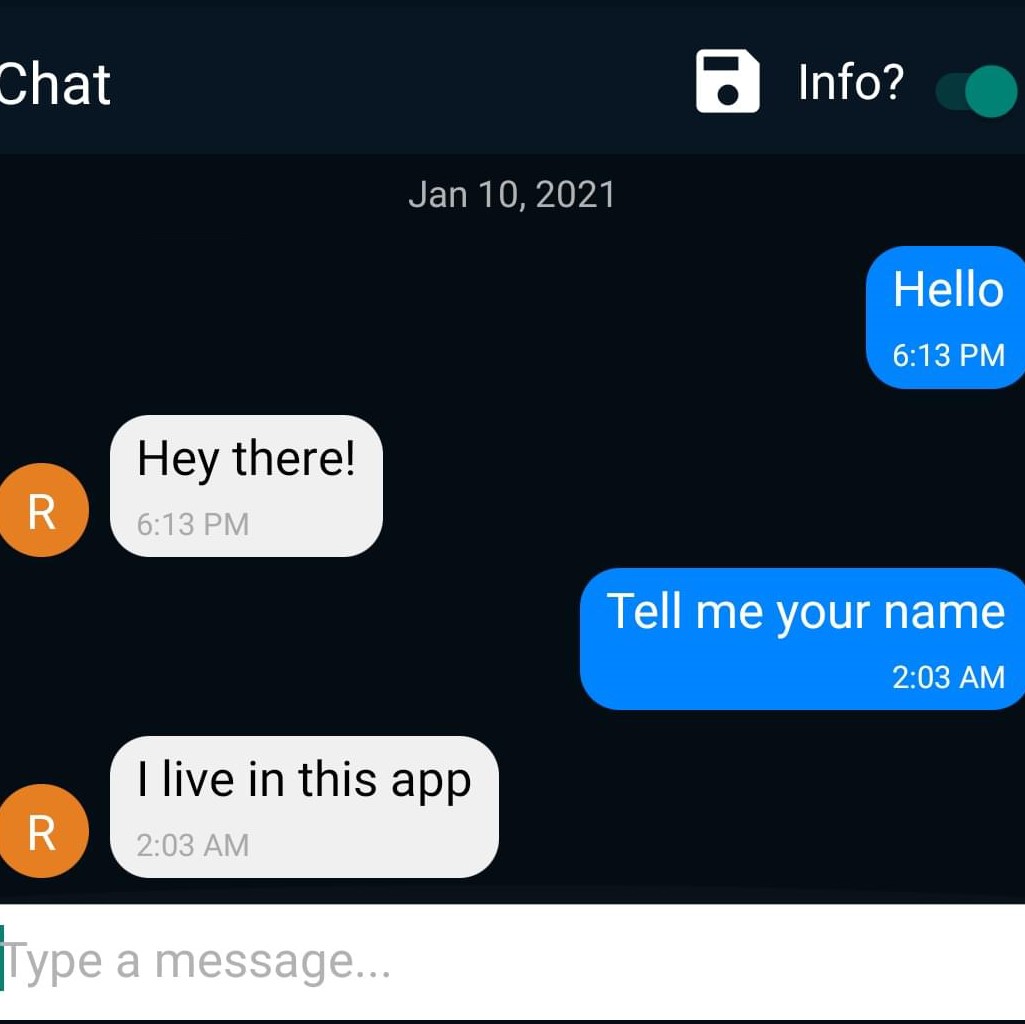 Chat Info?
Jan 10, 2021
Hello
6:13 PM
Hey there!
6:13 PM
R
Tell me your name
2:03 AM
I live in this app
2:03 AM
R
Type a message...